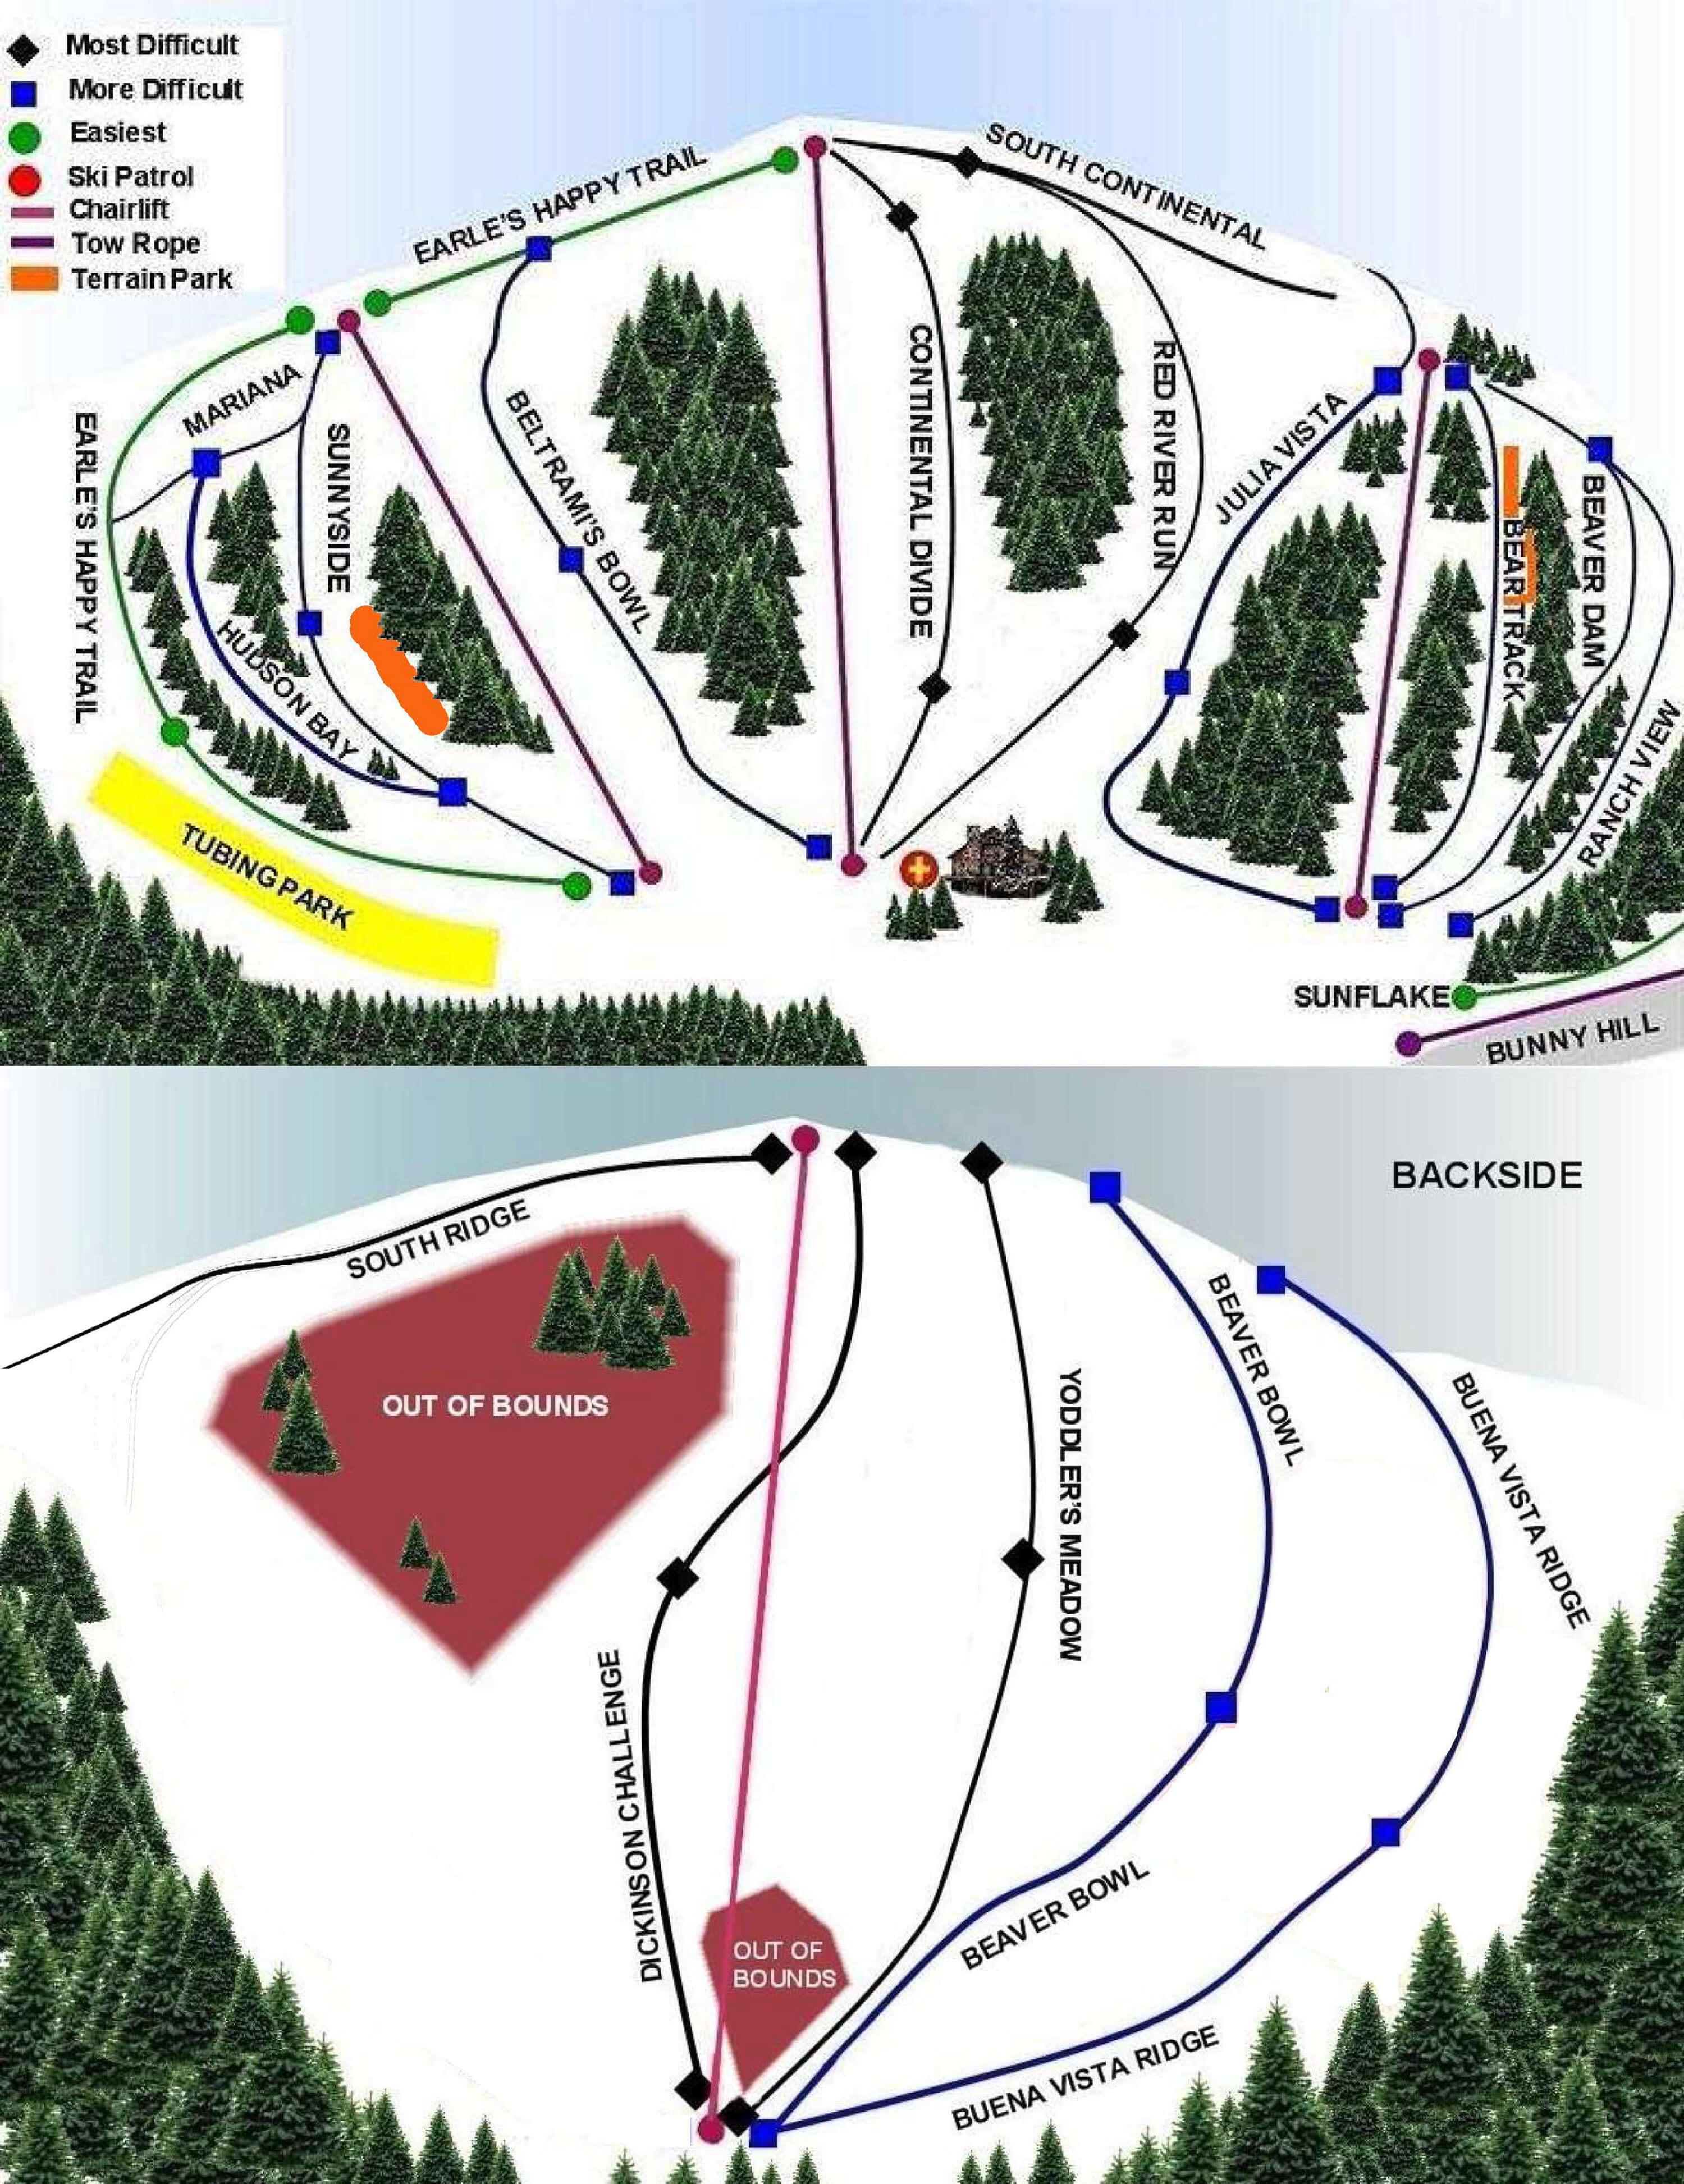 Most Difficult
More Difficult
Easiest
Ski Patrol
Chairlift
Tow Rope
Terrain Park
EARLE'S HAPPY TRAIL
SOUTH CONTINENTAL
MARIANA
EARLE'S HAPPY TRAIL
SUNNYSIDE
HUDSON BAY
BELTRAMI'S BOWL
CONTINENTAL DIVIDE
RED RIVER RUN
JULIA VISTA
BEARTRACK
BEAVER DAM
RANCH VIEW
TUBING PARK
SUNFLAKE
BUNNY HILL
BACKSIDE
SOUTH RIDGE
OUT OF BOUNDS
YODDLER'S MEADOW
BEAVER BOWL
BUENA VISTA RIDGE
DICKINSON CHALLENGE
OUT OF
BOUNDS
BEAVER BOWL
BUENA VISTA RIDGE